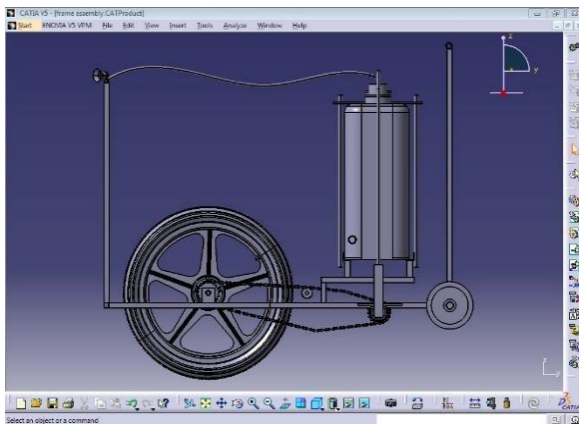 CATIA V5 - [frame assembly.CATProduct]
Start ENOVIA V5 VPM File Edit View Insert Tools Analyze Window Help
z
y
z
y
CATIA
Select an object or a command